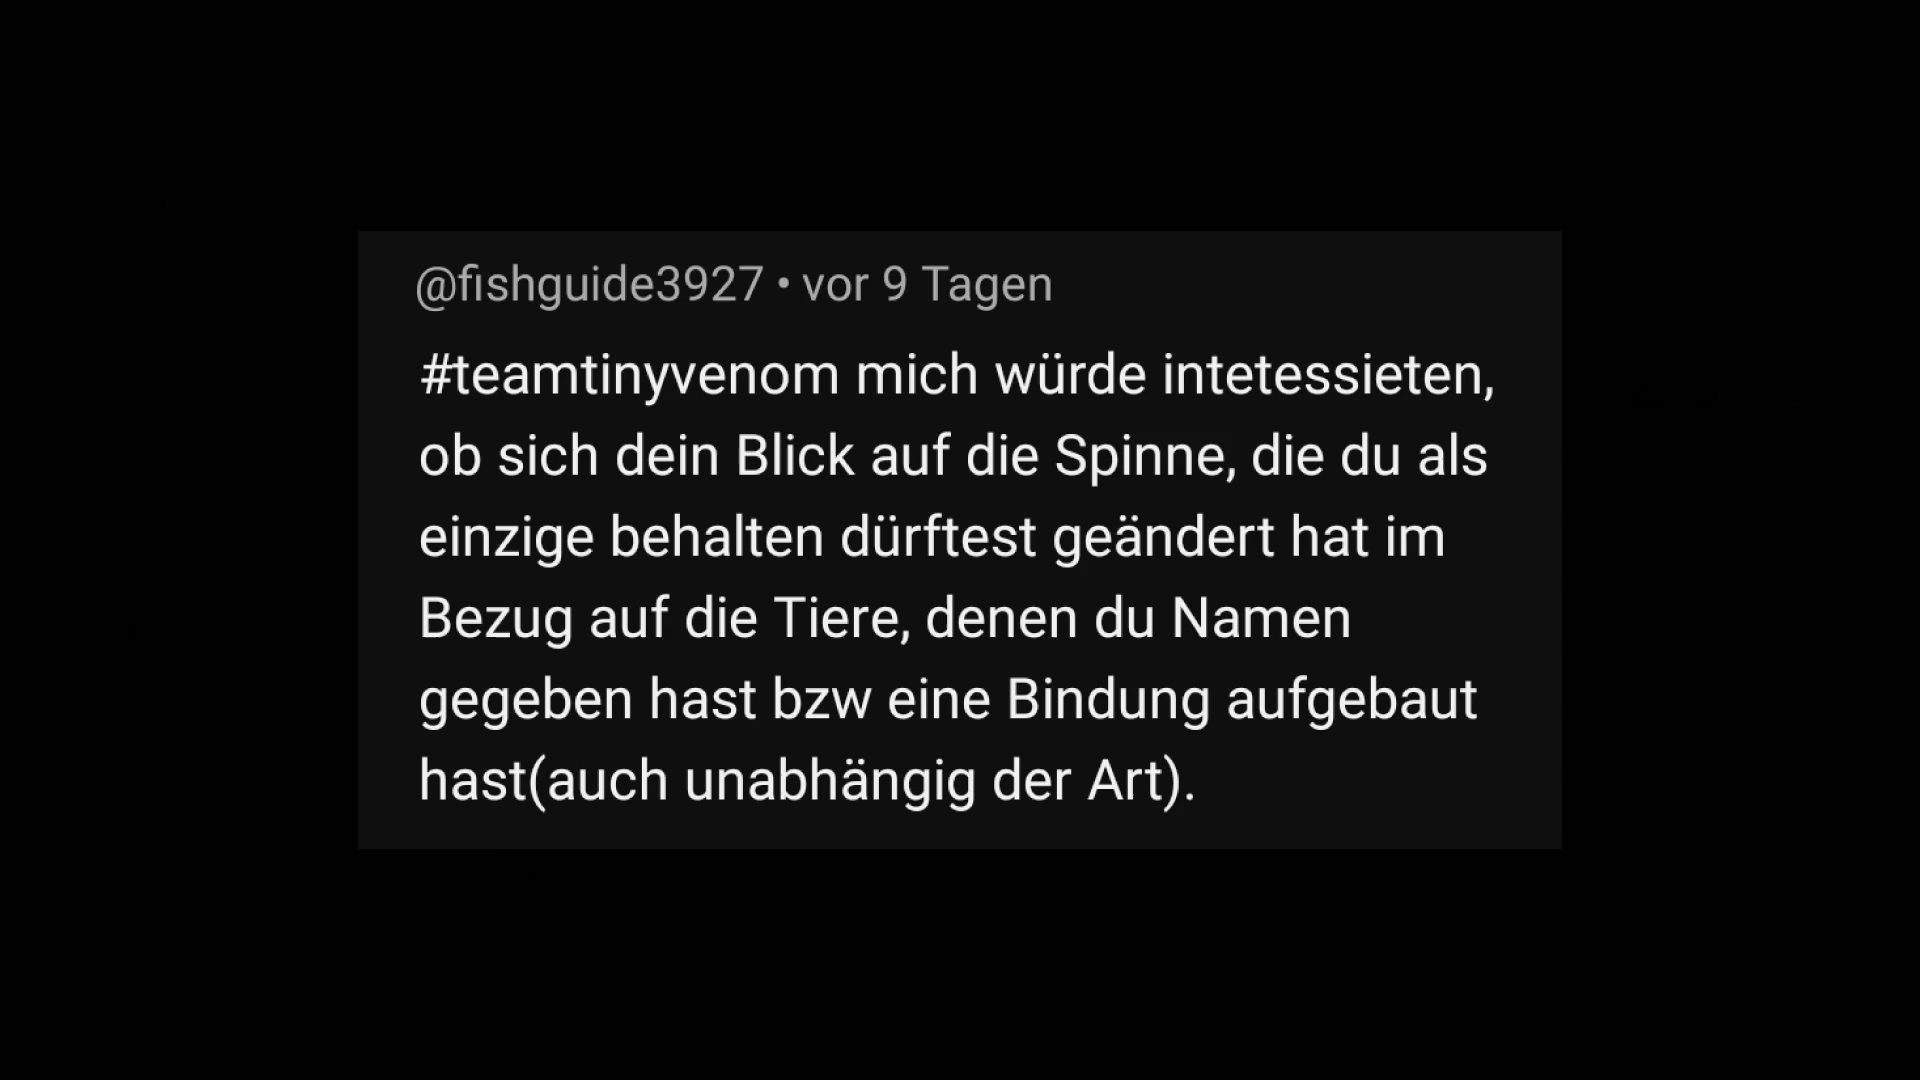 @fishguide3927 • vor 9 Tagen
#teamtinyvenom mich würde intetessieten,
ob sich dein Blick auf die Spinne, die du als
einzige behalten dürftest geändert hat im
Bezug auf die Tiere, denen du Namen
gegeben hast bzw eine Bindung aufgebaut
hast(auch unabhängig der Art).